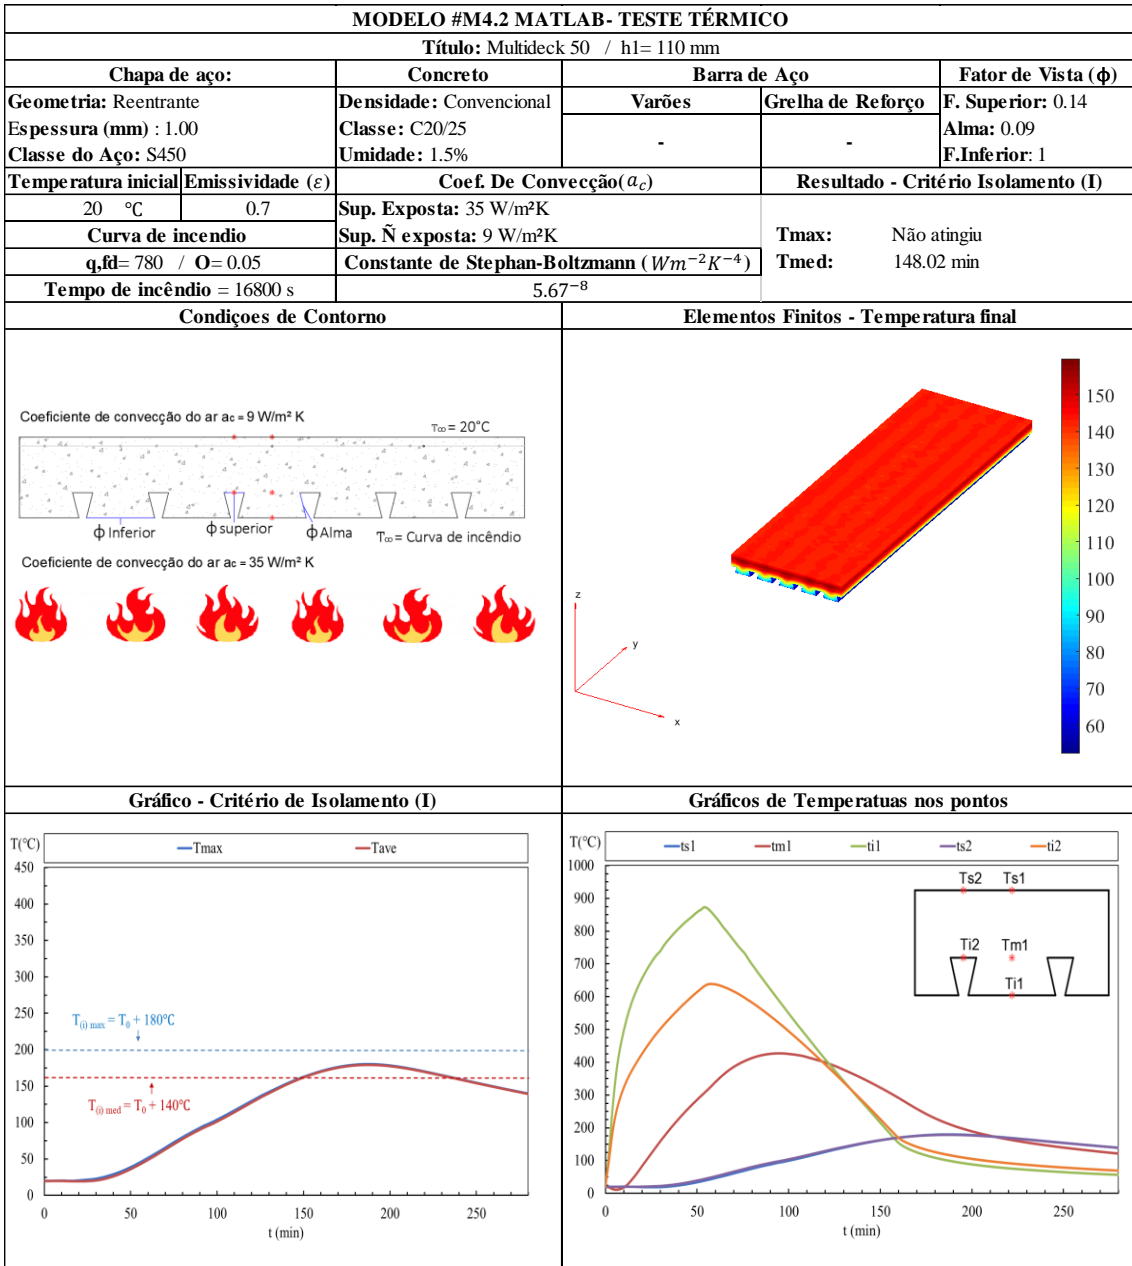 MODELO #M4.2 MATLAB- TESTE TÉRMICO
Título: Multideck 50 / h1= 110 mm
Chapa de aço:
Concreto
Barra de Aço
Fator de Vista (ϕ)
Geometria: Reentrante
Densidade: Convencional
Varões
Grelha de Reforço
F. Superior: 0.14
Espessura (mm) : 1.00
Classe: C20/25
-
-
Alma: 0.09
Classe do Aço: S450
Umidade: 1.5%
F.Inferior: 1
Temperatura inicial
Emissividade (ε)
Coef. De Convecção(a_c)
Resultado - Critério Isolamento (I)
20 °C
0.7
Sup. Exposta: 35 W/m²K
Curva de incendio
Sup. Ñ exposta: 9 W/m²K
Tmax: Não atingiu
q,fd= 780 / O= 0.05
Constante de Stephan-Boltzmann (Wm⁻²K⁻⁴)
Tmed: 148.02 min
Tempo de incêndio = 16800 s
5.67⁻⁸
Condiçoes de Contorno
Elementos Finitos - Temperatura final
Coeficiente de convecção do ar ac = 9 W/m² K
T∞ = 20°C
ϕ Inferior
ϕ superior
ϕ Alma
T∞ = Curva de incêndio
Coeficiente de convecção do ar ac = 35 W/m² K
z
y
x
150
140
130
120
110
100
90
80
70
60
Gráfico - Critério de Isolamento (I)
Gráficos de Temperatuas nos pontos
T(°C)
Tmax
Tave
450
400
350
300
250
200
150
100
50
0
T(i) max = T0 + 180°C
T(i) med = T0 + 140°C
0
50
100
150
200
250
t (min)
T(°C)
ts1
tm1
ti1
ts2
ti2
1000
900
800
700
600
500
400
300
200
100
0
Ts2
Ts1
Ti2
Tm1
Ti1
0
50
100
150
200
250
t (min)